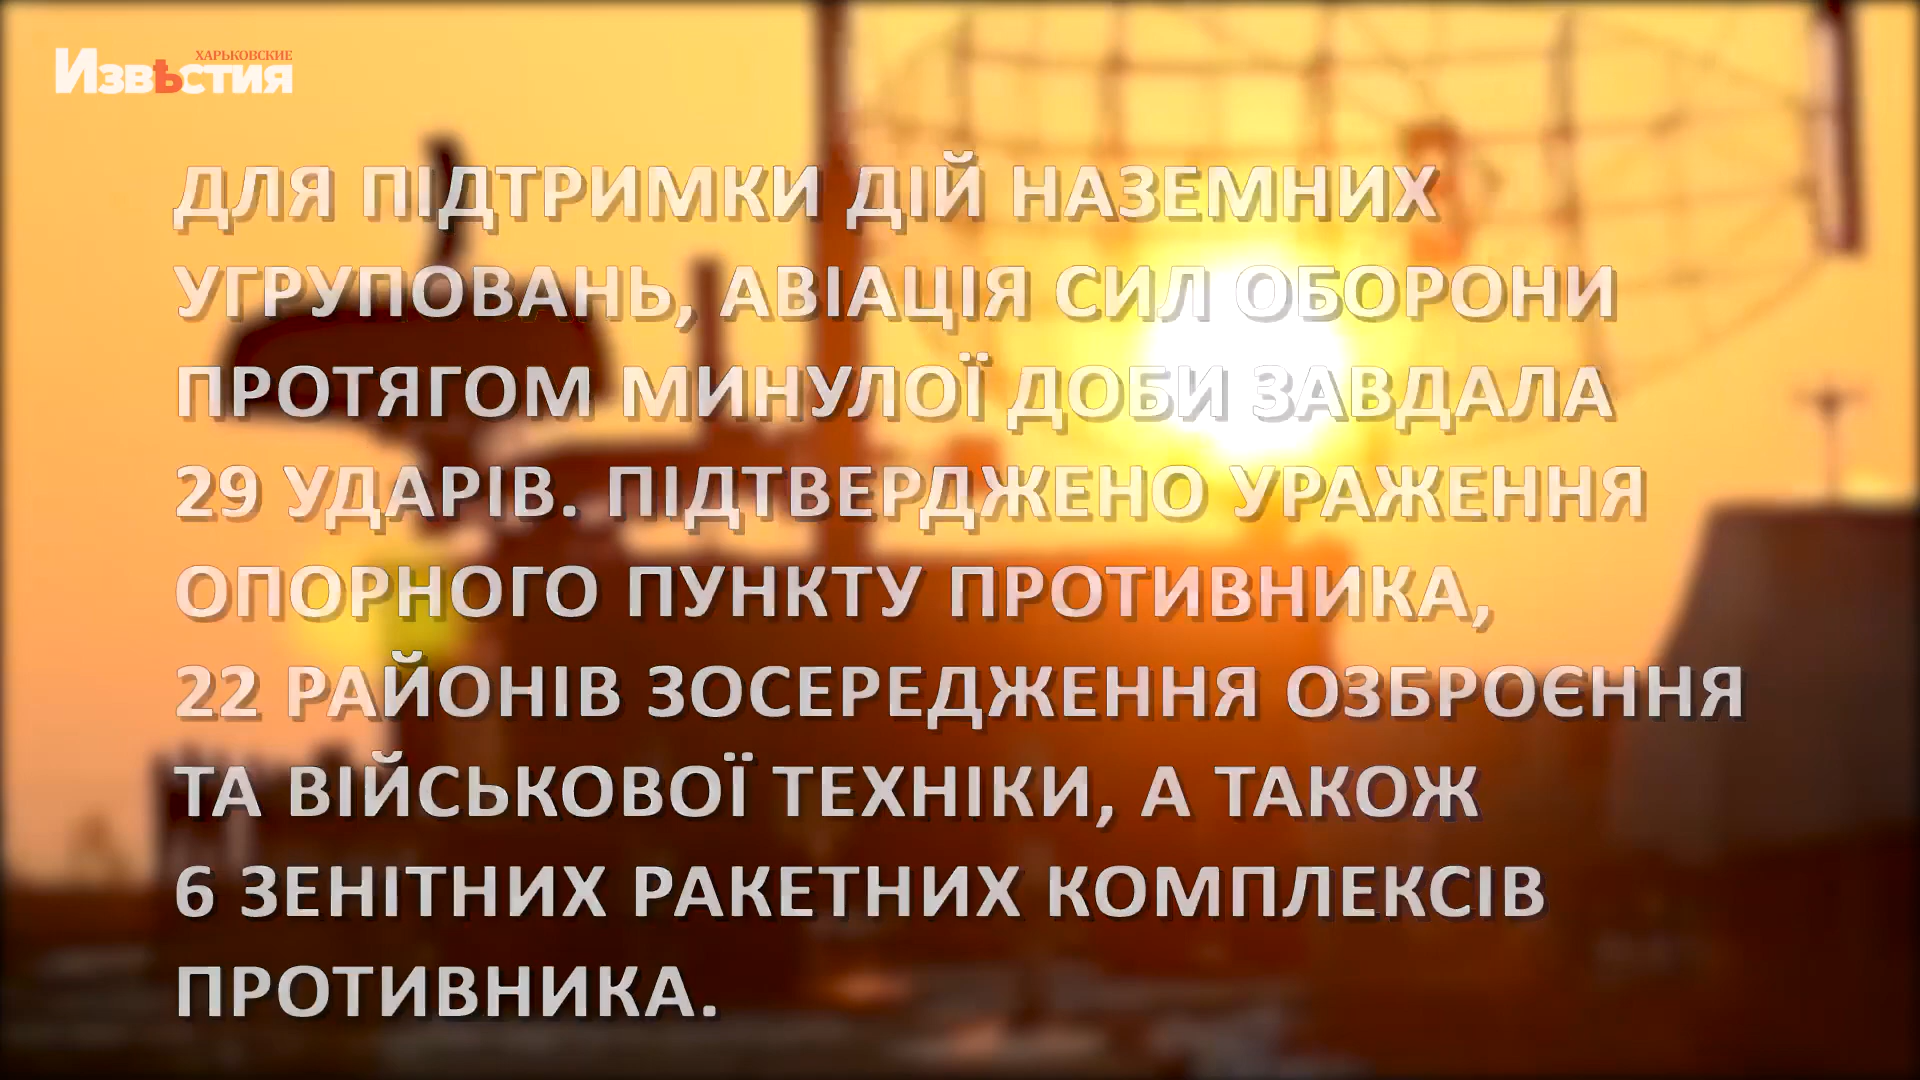 ХАРЬКОВСКИЕ
ИЗВѢСТИЯ
ДЛЯ ПІДТРИМКИ ДІЙ НАЗЕМНИХ
УГРУПОВАНЬ, АВІАЦІЯ СИЛ ОБОРОНИ
ПРОТЯГОМ МИНУЛОЇ ДОБИ ЗАВДАЛА
29 УДАРІВ. ПІДТВЕРДЖЕНО УРАЖЕННЯ
ОПОРНОГО ПУНКТУ ПРОТИВНИКА,
22 РАЙОНІВ ЗОСЕРЕДЖЕННЯ ОЗБРОЄННЯ
ТА ВІЙСЬКОВОЇ ТЕХНІКИ, А ТАКОЖ
6 ЗЕНІТНИХ РАКЕТНИХ КОМПЛЕКСІВ
ПРОТИВНИКА.